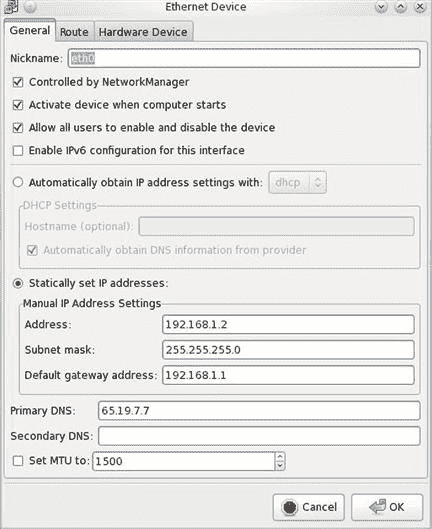 Ethernet Device
General Route Hardware Device
Nickname: eth0
Controlled by NetworkManager
Activate device when computer starts
Allow all users to enable and disable the device
Enable IPv6 configuration for this interface
Automatically obtain IP address settings with: dhcp
DHCP Settings
Hostname (optional):
Automatically obtain DNS information from provider
Statically set IP addresses:
Manual IP Address Settings
Address: 192.168.1.2
Subnet mask: 255.255.255.0
Default gateway address: 192.168.1.1
Primary DNS: 65.19.7.7
Secondary DNS:
Set MTU to: 1500
Cancel OK